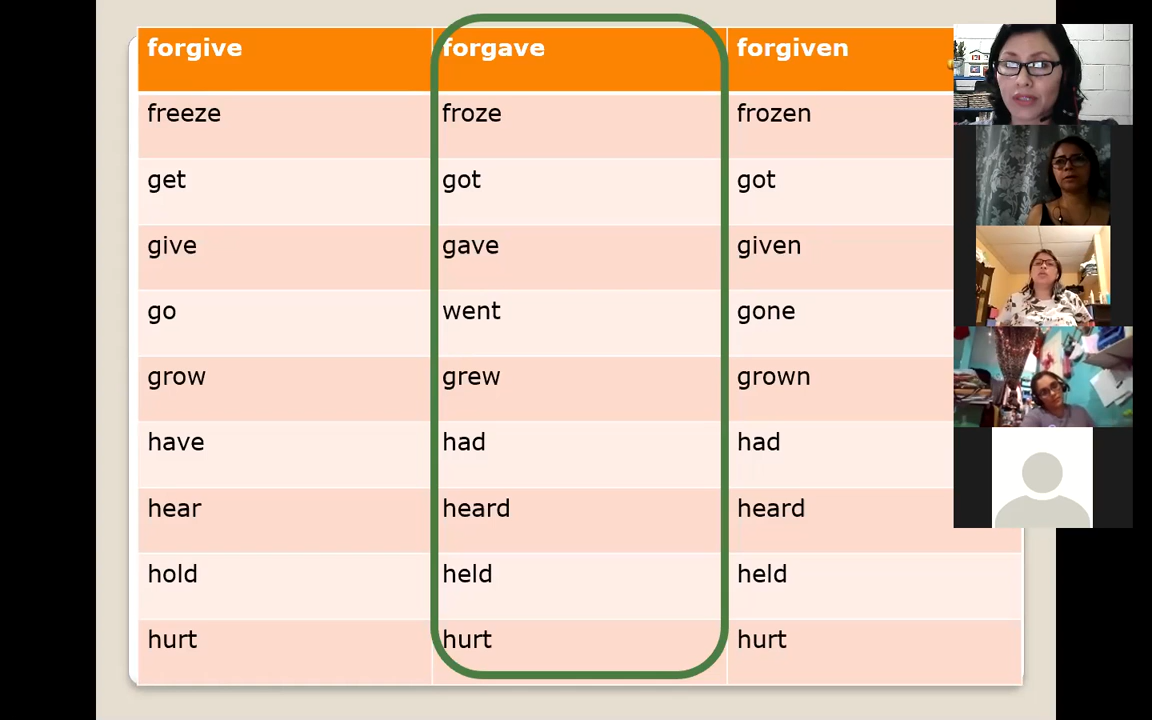 forgive forgave forgiven
freeze froze frozen
get got got
give gave given
go went gone
grow grew grown
have had had
hear heard heard
hold held held
hurt hurt hurt